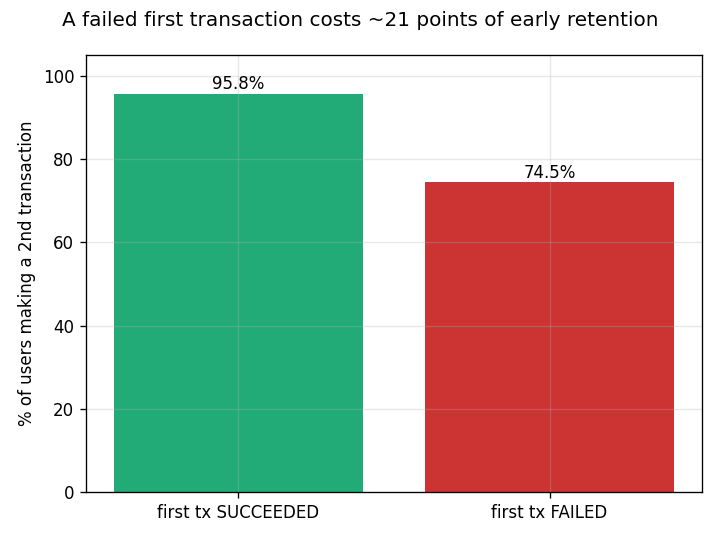 A failed first transaction costs ~21 points of early retention
% of users making a 2nd transaction
100
80
60
40
20
0
95.8%
74.5%
first tx SUCCEEDED
first tx FAILED